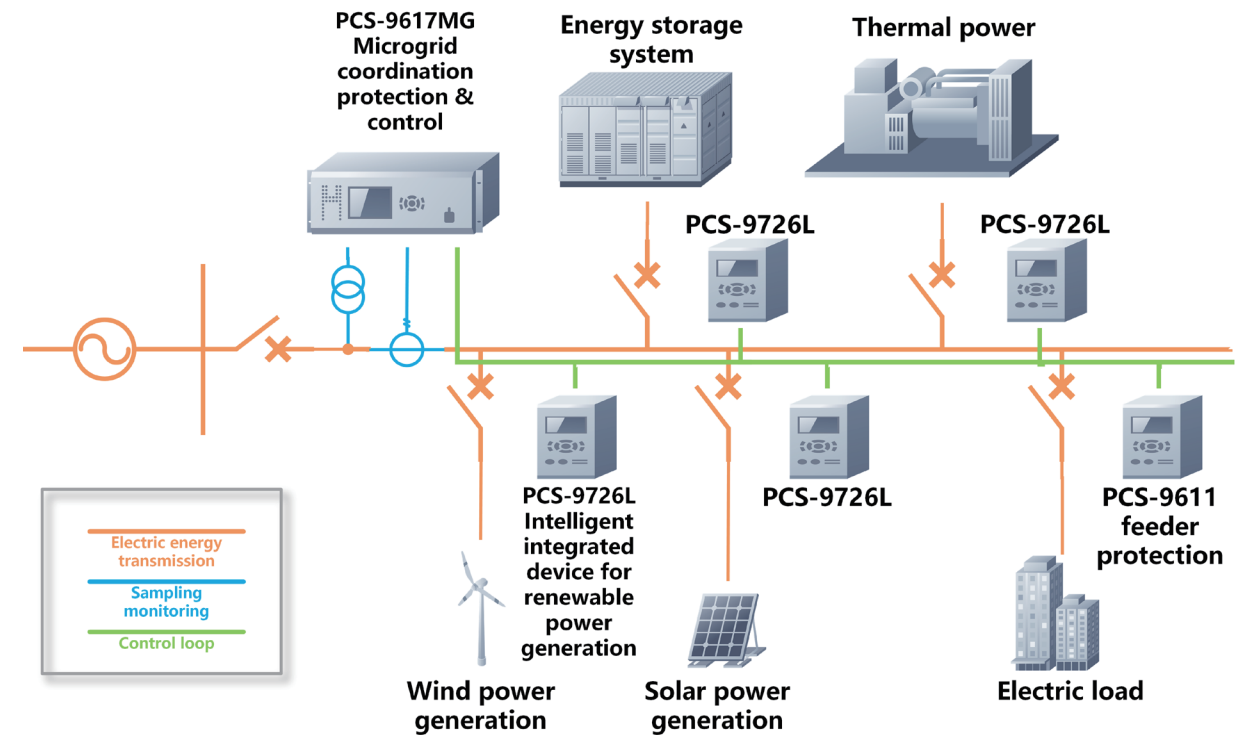 PCS-9617MG
Microgrid
coordination
protection &
control
Energy storage
system
Thermal power
PCS-9726L
PCS-9726L
PCS-9726L
Intelligent
integrated
device for
renewable
power
generation
PCS-9726L
PCS-9611
feeder
protection
Electric energy
transmission
Sampling
monitoring
Control loop
Wind power
generation
Solar power
generation
Electric load